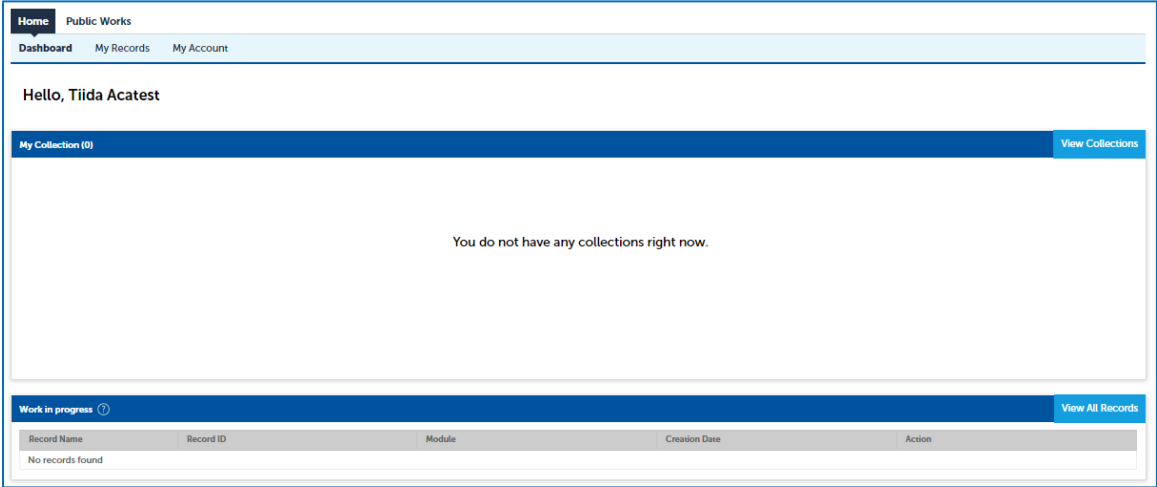 Home Public Works
Dashboard My Records My Account
Hello, Tiida Acatest
My Collection (0) View Collections
You do not have any collections right now.
Work in progress ? View All Records
Record Name Record ID Module Creation Date Action
No records found